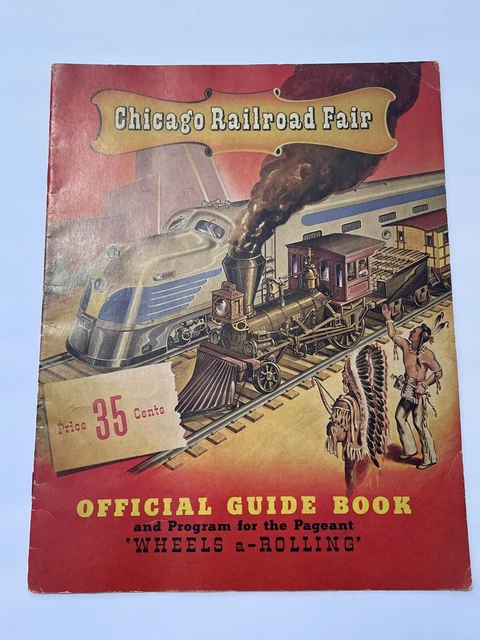 Chicago Railroad Fair
Price 35 Cents
OFFICIAL GUIDE BOOK
and Program for the Pageant
'WHEELS a-ROLLING'